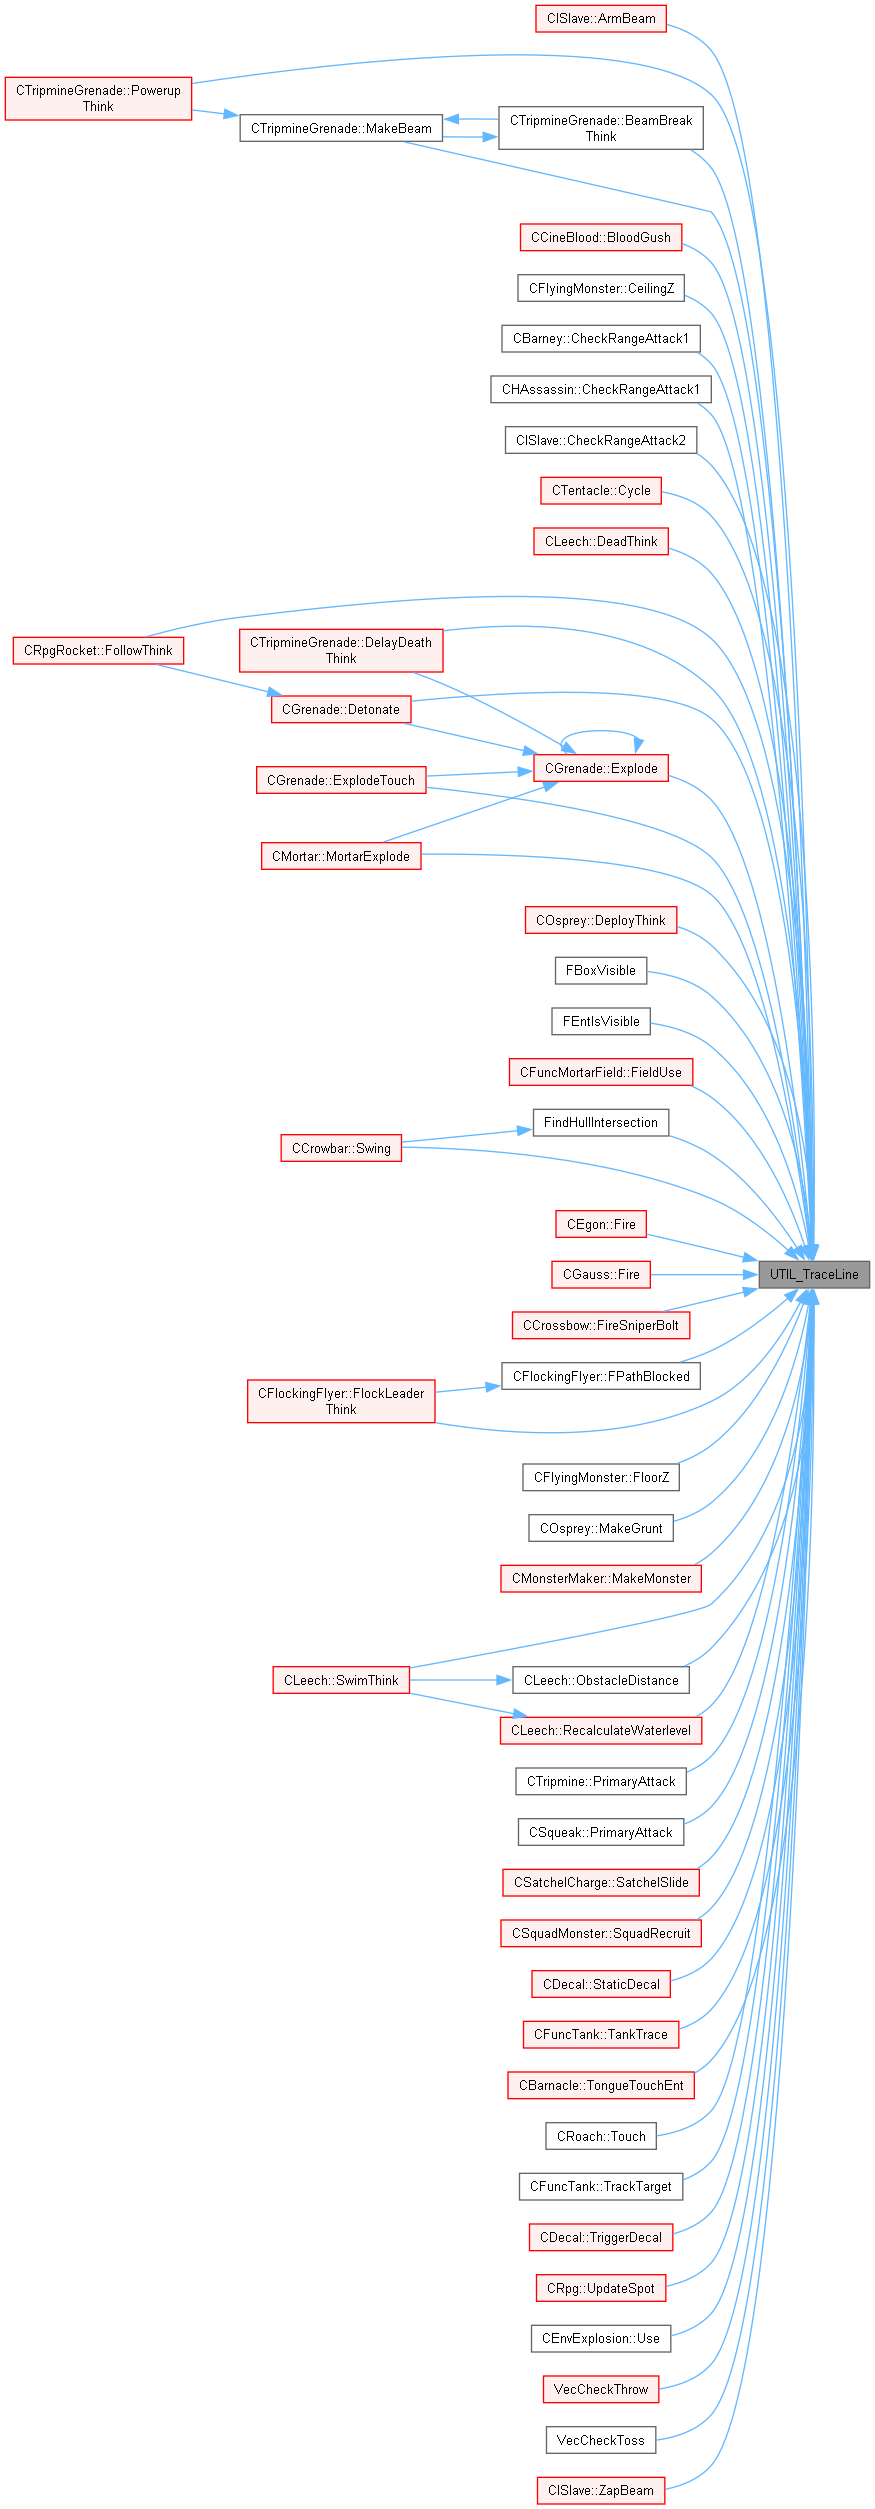 CISlave::ArmBeam
CTripmineGrenade::Powerup
Think
CTripmineGrenade::MakeBeam
CTripmineGrenade::BeamBreak
Think
CCineBlood::BloodGush
CFlyingMonster::CeilingZ
CBarney::CheckRangeAttack1
CHAssassin::CheckRangeAttack1
CISlave::CheckRangeAttack2
CTentacle::Cycle
CLeech::DeadThink
CRpgRocket::FollowThink
CTripmineGrenade::DelayDeath
Think
CGrenade::Detonate
CGrenade::Explode
CGrenade::ExplodeTouch
CMortar::MortarExplode
COsprey::DeployThink
FBoxVisible
FEntIsVisible
CFuncMortarField::FieldUse
FindHullIntersection
CCrowbar::Swing
CEgon::Fire
UTIL_TraceLine
CGauss::Fire
CCrossbow::FireSniperBolt
CFlockingFlyer::FPathBlocked
CFlockingFlyer::FlockLeader
Think
CFlyingMonster::FloorZ
COsprey::MakeGrunt
CMonsterMaker::MakeMonster
CLeech::SwimThink
CLeech::ObstacleDistance
CLeech::RecalculateWaterlevel
CTripmine::PrimaryAttack
CSqueak::PrimaryAttack
CSatchelCharge::SatchelSlide
CSquadMonster::SquadRecruit
CDecal::StaticDecal
CFuncTank::TankTrace
CBarnacle::TongueTouchEnt
CRoach::Touch
CFuncTank::TrackTarget
CDecal::TriggerDecal
CRpg::UpdateSpot
CEnvExplosion::Use
VecCheckThrow
VecCheckToss
CISlave::ZapBeam